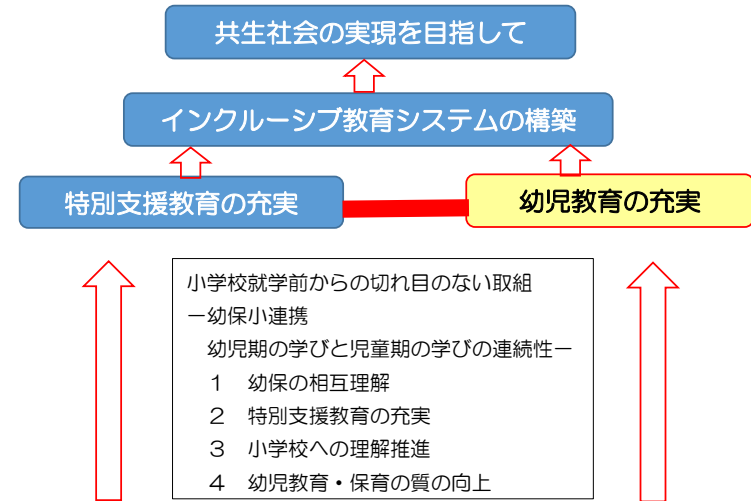 共生社会の実現を目指して
インクルーシブ教育システムの構築
特別支援教育の充実
幼児教育の充実
小学校就学前からの切れ目のない取組
－幼保小連携
幼児期の学びと児童期の学びの連続性－
１　幼保の相互理解
２　特別支援教育の充実
３　小学校への理解推進
４　幼児教育・保育の質の向上